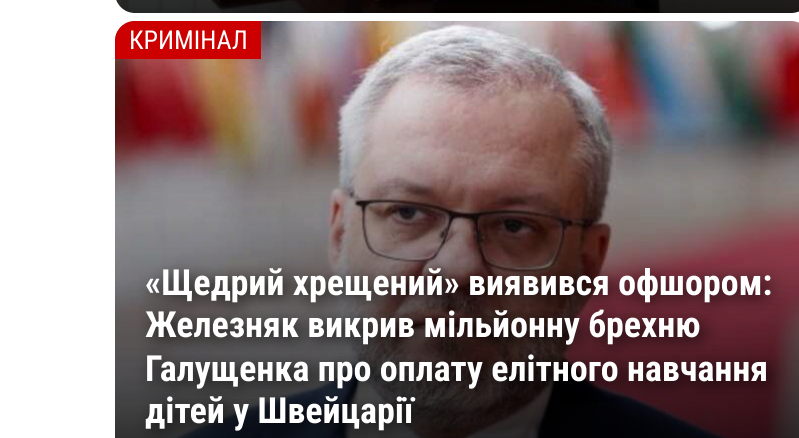 КРИМІНАЛ
«Щедрий хрещений» виявився офшором:
Железняк викрив мільйонну брехню
Галущенка про оплату елітного навчання
дітей у Швейцарії